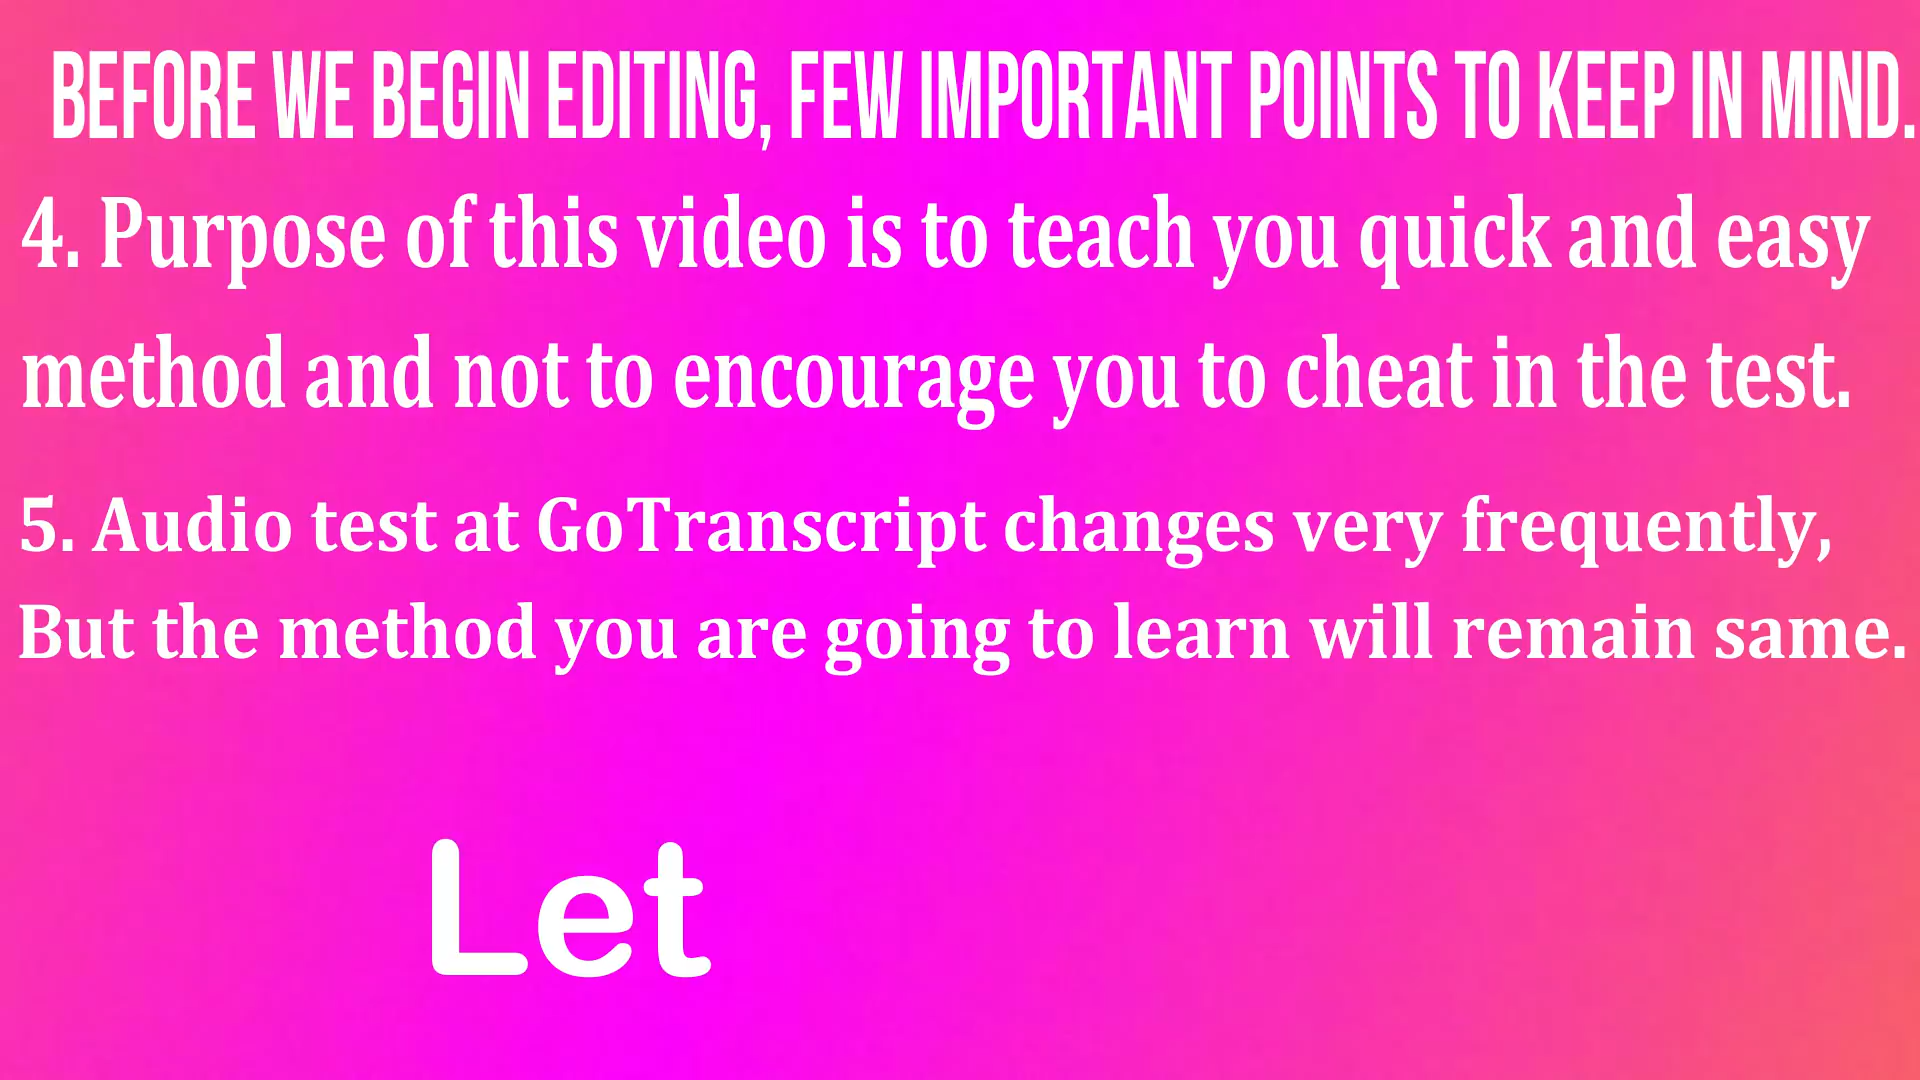 BEFORE WE BEGIN EDITING, FEW IMPORTANT POINTS TO KEEP IN MIND.
4. Purpose of this video is to teach you quick and easy
method and not to encourage you to cheat in the test.
5. Audio test at GoTranscript changes very frequently,
But the method you are going to learn will remain same.
Let